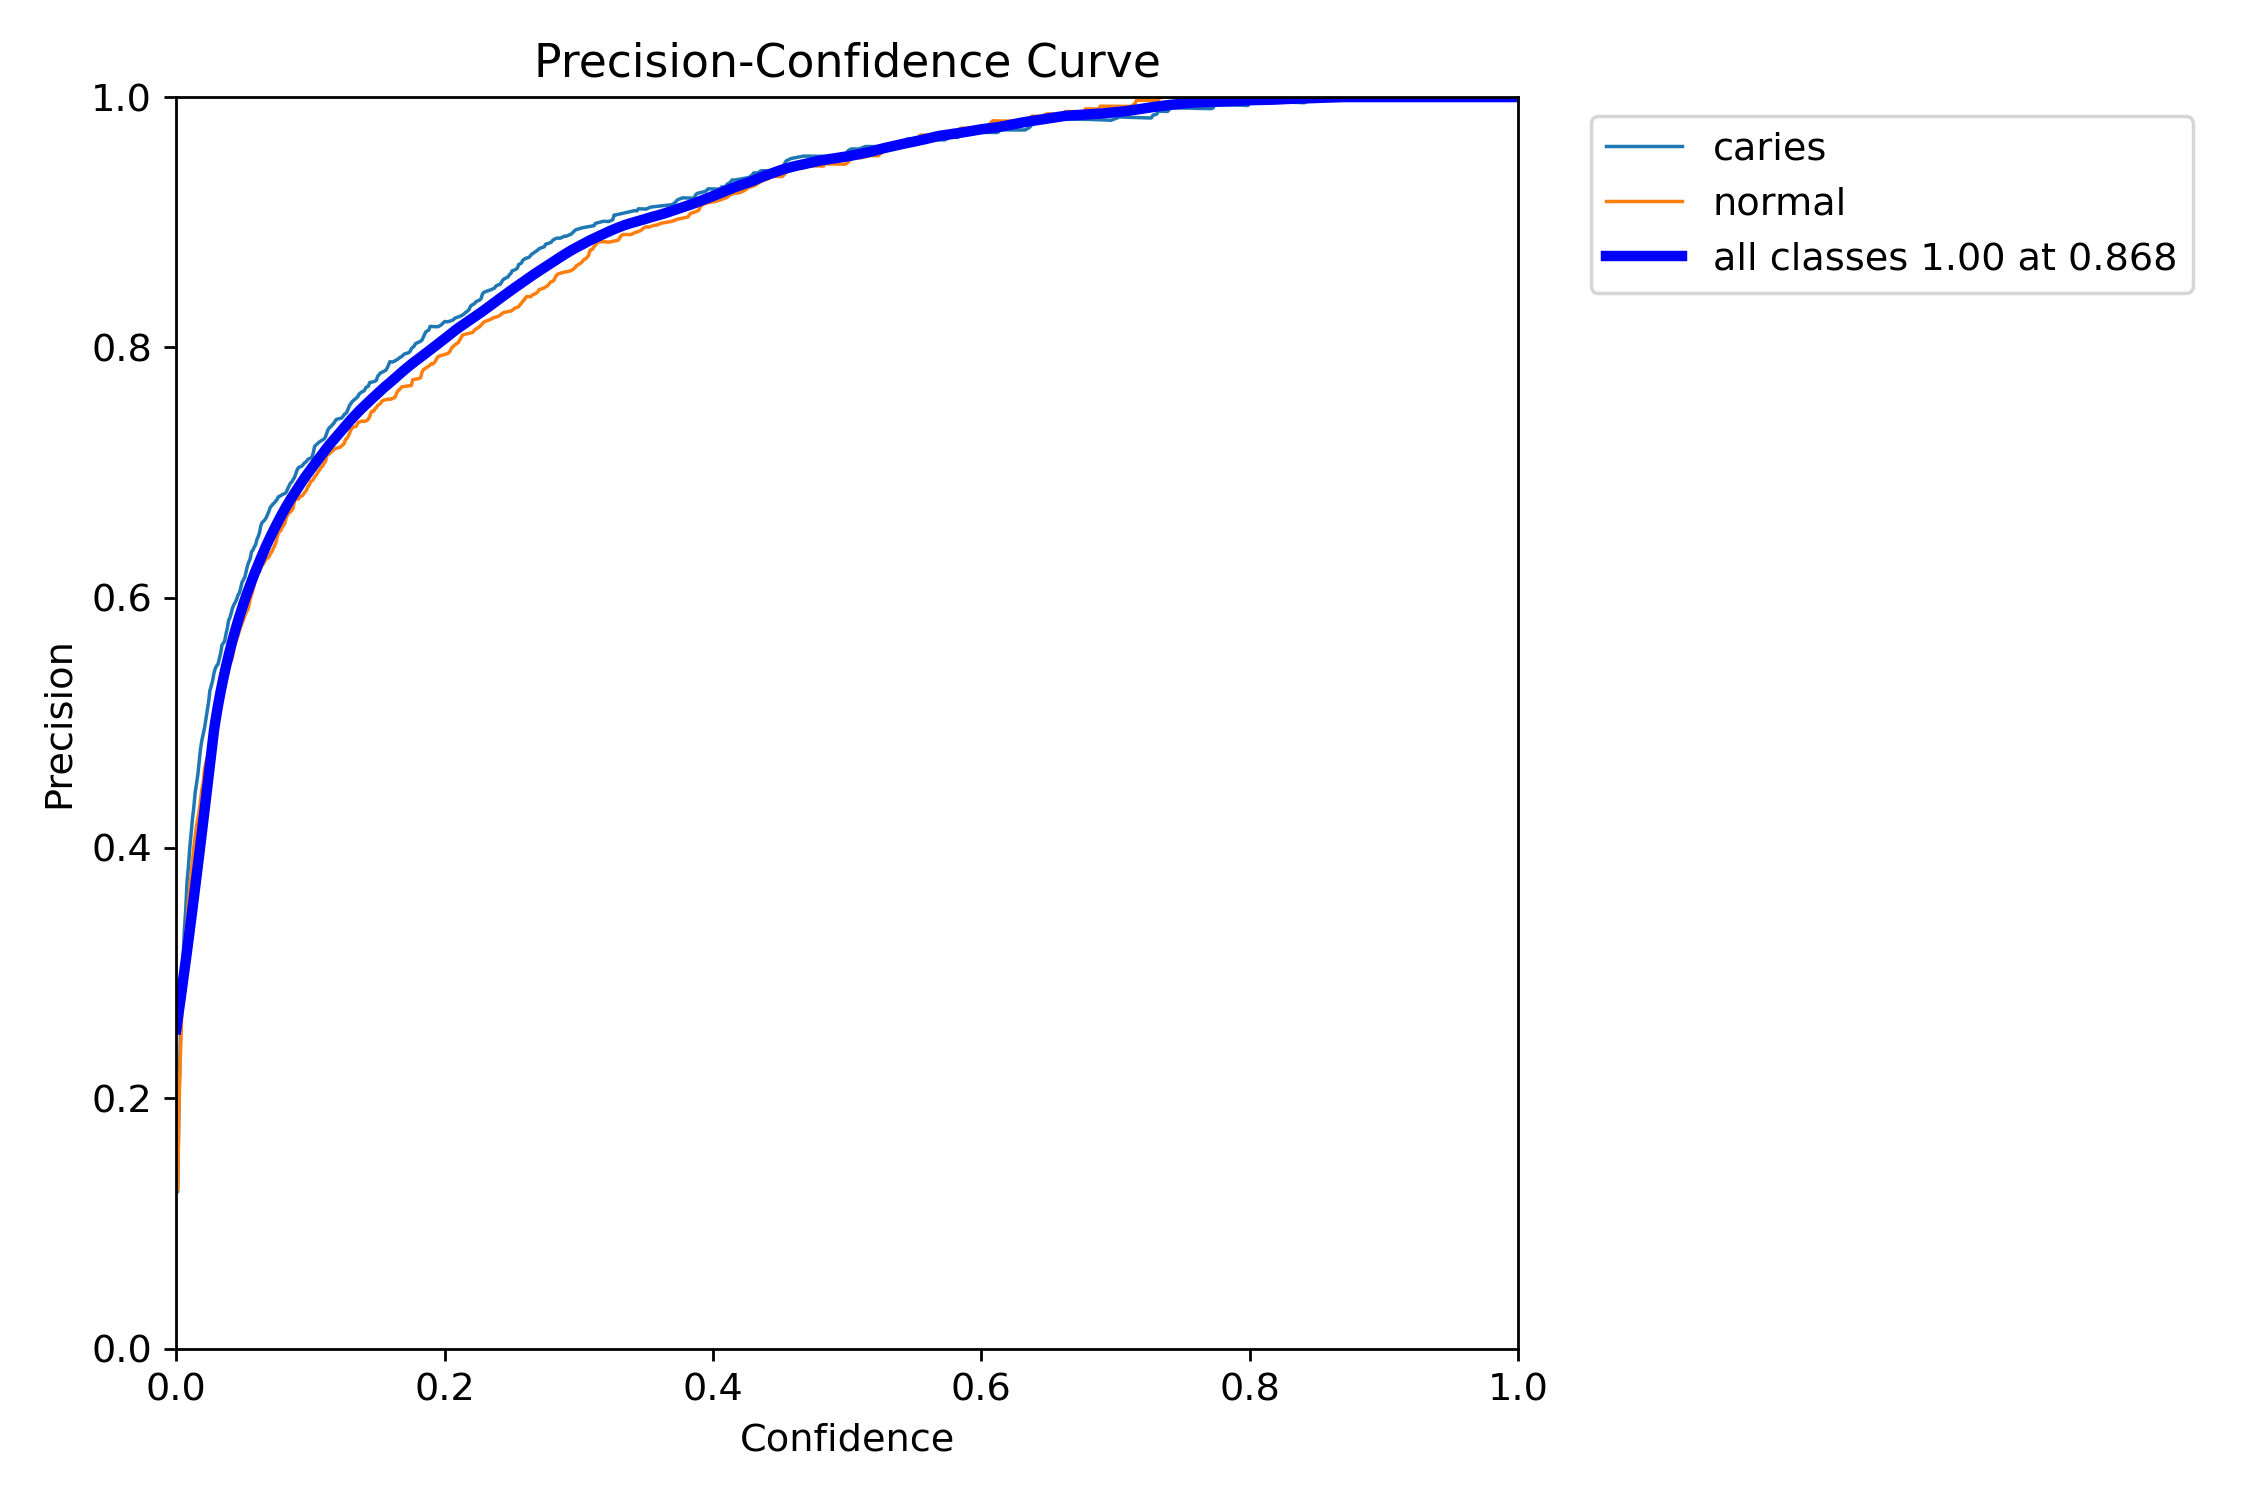 Precision-Confidence Curve
1.0
0.8
0.6
0.4
0.2
0.0
Precision
0.0 0.2 0.4 0.6 0.8 1.0
Confidence
caries
normal
all classes 1.00 at 0.868